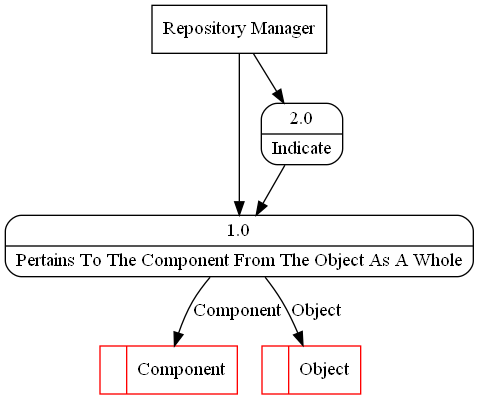 Repository Manager
2.0
Indicate
1.0
Pertains To The Component From The Object As A Whole
Component
Object
Component
Object